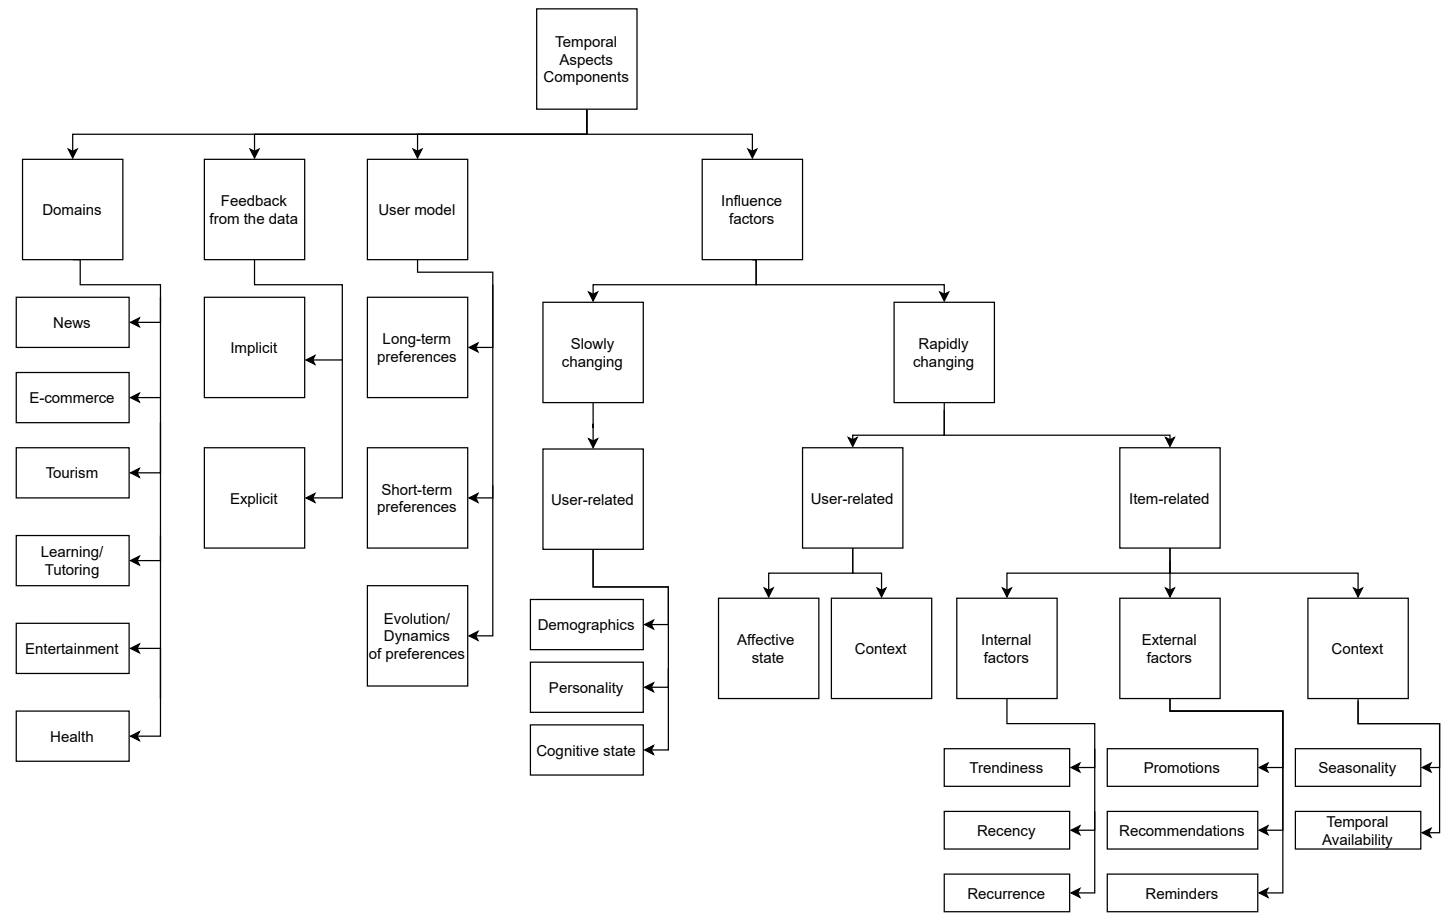 Temporal
Aspects
Components
Domains
Feedback
from the data
User model
Influence
factors
News
E-commerce
Tourism
Learning/
Tutoring
Entertainment
Health
Implicit
Explicit
Long-term
preferences
Short-term
preferences
Evolution/
Dynamics
of preferences
Slowly
changing
User-related
Demographics
Personality
Cognitive state
Rapidly
changing
User-related
Affective
state
Context
Item-related
Internal
factors
Trendiness
Recency
Recurrence
External
factors
Promotions
Recommendations
Reminders
Context
Seasonality
Temporal
Availability